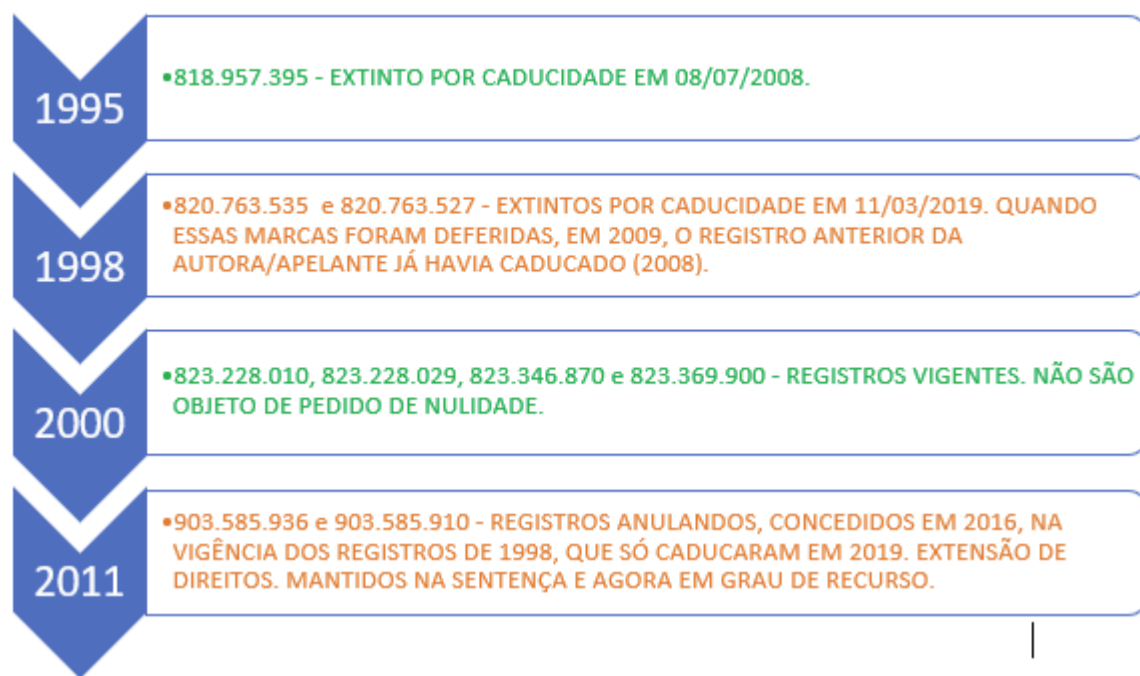 1995
•818.957.395 - EXTINTO POR CADUCIDADE EM 08/07/2008.
1998
•820.763.535 e 820.763.527 - EXTINTOS POR CADUCIDADE EM 11/03/2019. QUANDO
ESSAS MARCAS FORAM DEFERIDAS, EM 2009, O REGISTRO ANTERIOR DA
AUTORA/APELANTE JÁ HAVIA CADUCADO (2008).
2000
•823.228.010, 823.228.029, 823.346.870 e 823.369.900 - REGISTROS VIGENTES. NÃO SÃO
OBJETO DE PEDIDO DE NULIDADE.
2011
•903.585.936 e 903.585.910 - REGISTROS ANULANDOS, CONCEDIDOS EM 2016, NA
VIGÊNCIA DOS REGISTROS DE 1998, QUE SÓ CADUCARAM EM 2019. EXTENSÃO DE
DIREITOS. MANTIDOS NA SENTENÇA E AGORA EM GRAU DE RECURSO.